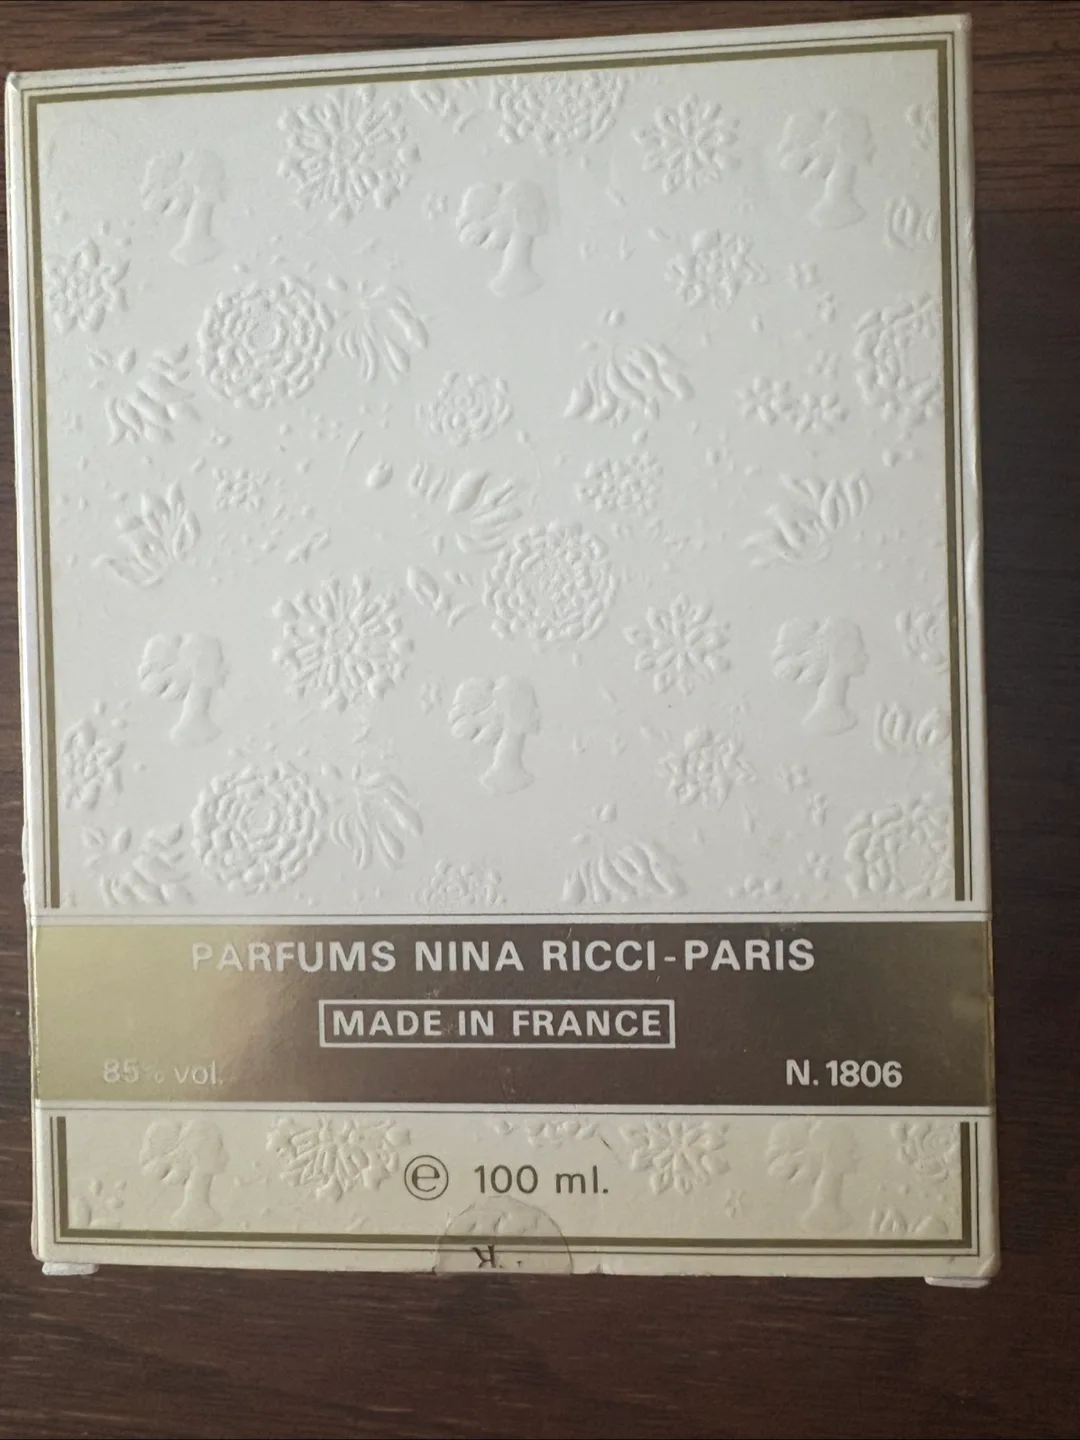 PARFUMS NINA RICCI-PARIS
MADE IN FRANCE
85% vol.
N. 1806
℮ 100 ml.